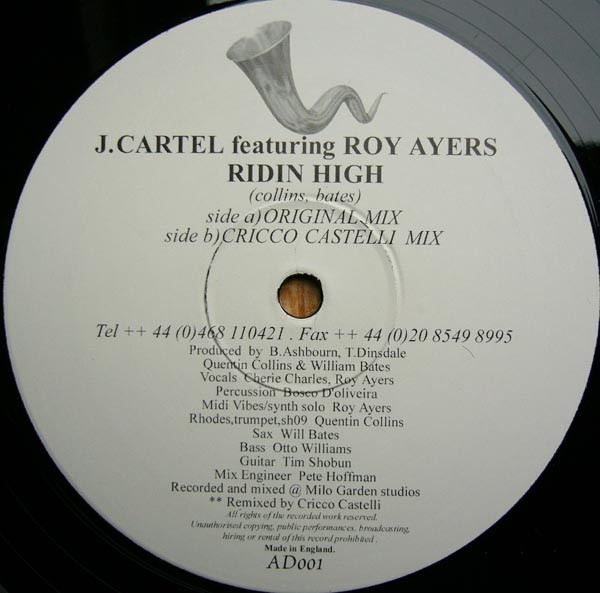 J.CARTEL featuring ROY AYERS
RIDIN HIGH
(collins, bates)
side a)ORIGINAL MIX
side b)CRICCO CASTELLI MIX
Tel ++ 44 (0)468 110421 . Fax ++ 44 (0)20 8549 8995
Produced by B.Ashbourn, T.Dinsdale
Quentin Collins & William Bates
Vocals Cherie Charles, Roy Ayers
Percussion Bosco D'oliveira
Midi Vibes/synth solo Roy Ayers
Rhodes,trumpet,sh09 Quentin Collins
Sax Will Bates
Bass Otto Williams
Guitar Tim Shobun
Mix Engineer Pete Hoffman
Recorded and mixed @ Milo Garden studios
** Remixed by Cricco Castelli
All rights of the recorded work reserved.
Unauthorised copying, public performances, broadcasting,
hiring or rental of this record prohibited .
Made in England.
AD001